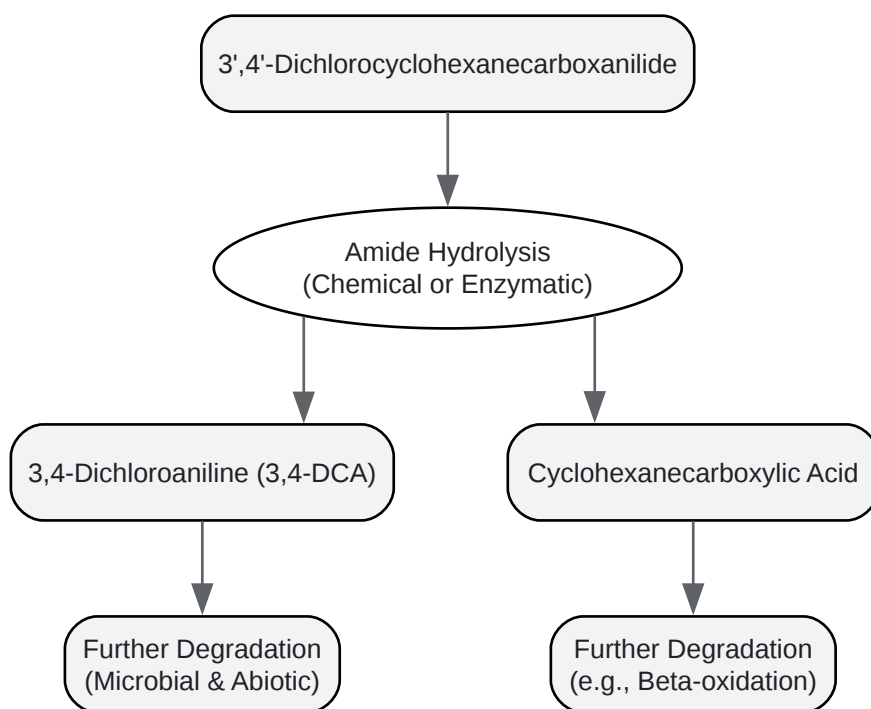 3',4'-Dichlorocyclohexanecarboxanilide
Amide Hydrolysis
(Chemical or Enzymatic)
3,4-Dichloroaniline (3,4-DCA)
Cyclohexanecarboxylic Acid
Further Degradation
(Microbial & Abiotic)
Further Degradation
(e.g., Beta-oxidation)